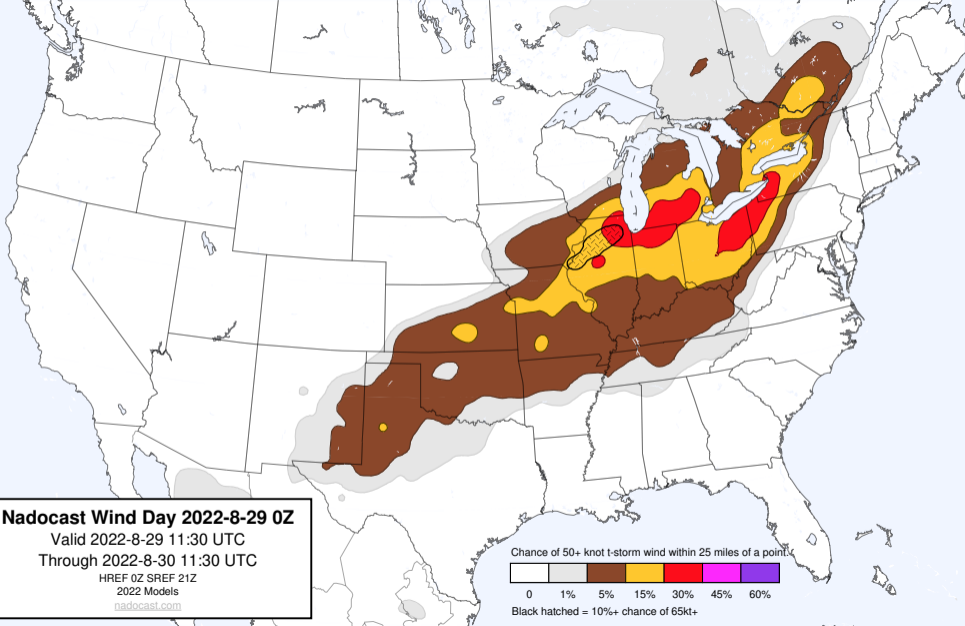 Nadocast Wind Day 2022-8-29 0Z
Valid 2022-8-29 11:30 UTC
Through 2022-8-30 11:30 UTC
HREF 0Z SREF 21Z
2022 Models
nadocast.com
Chance of 50+ knot t-storm wind within 25 miles of a point.
0 1% 5% 15% 30% 45% 60%
Black hatched = 10%+ chance of 65kt+